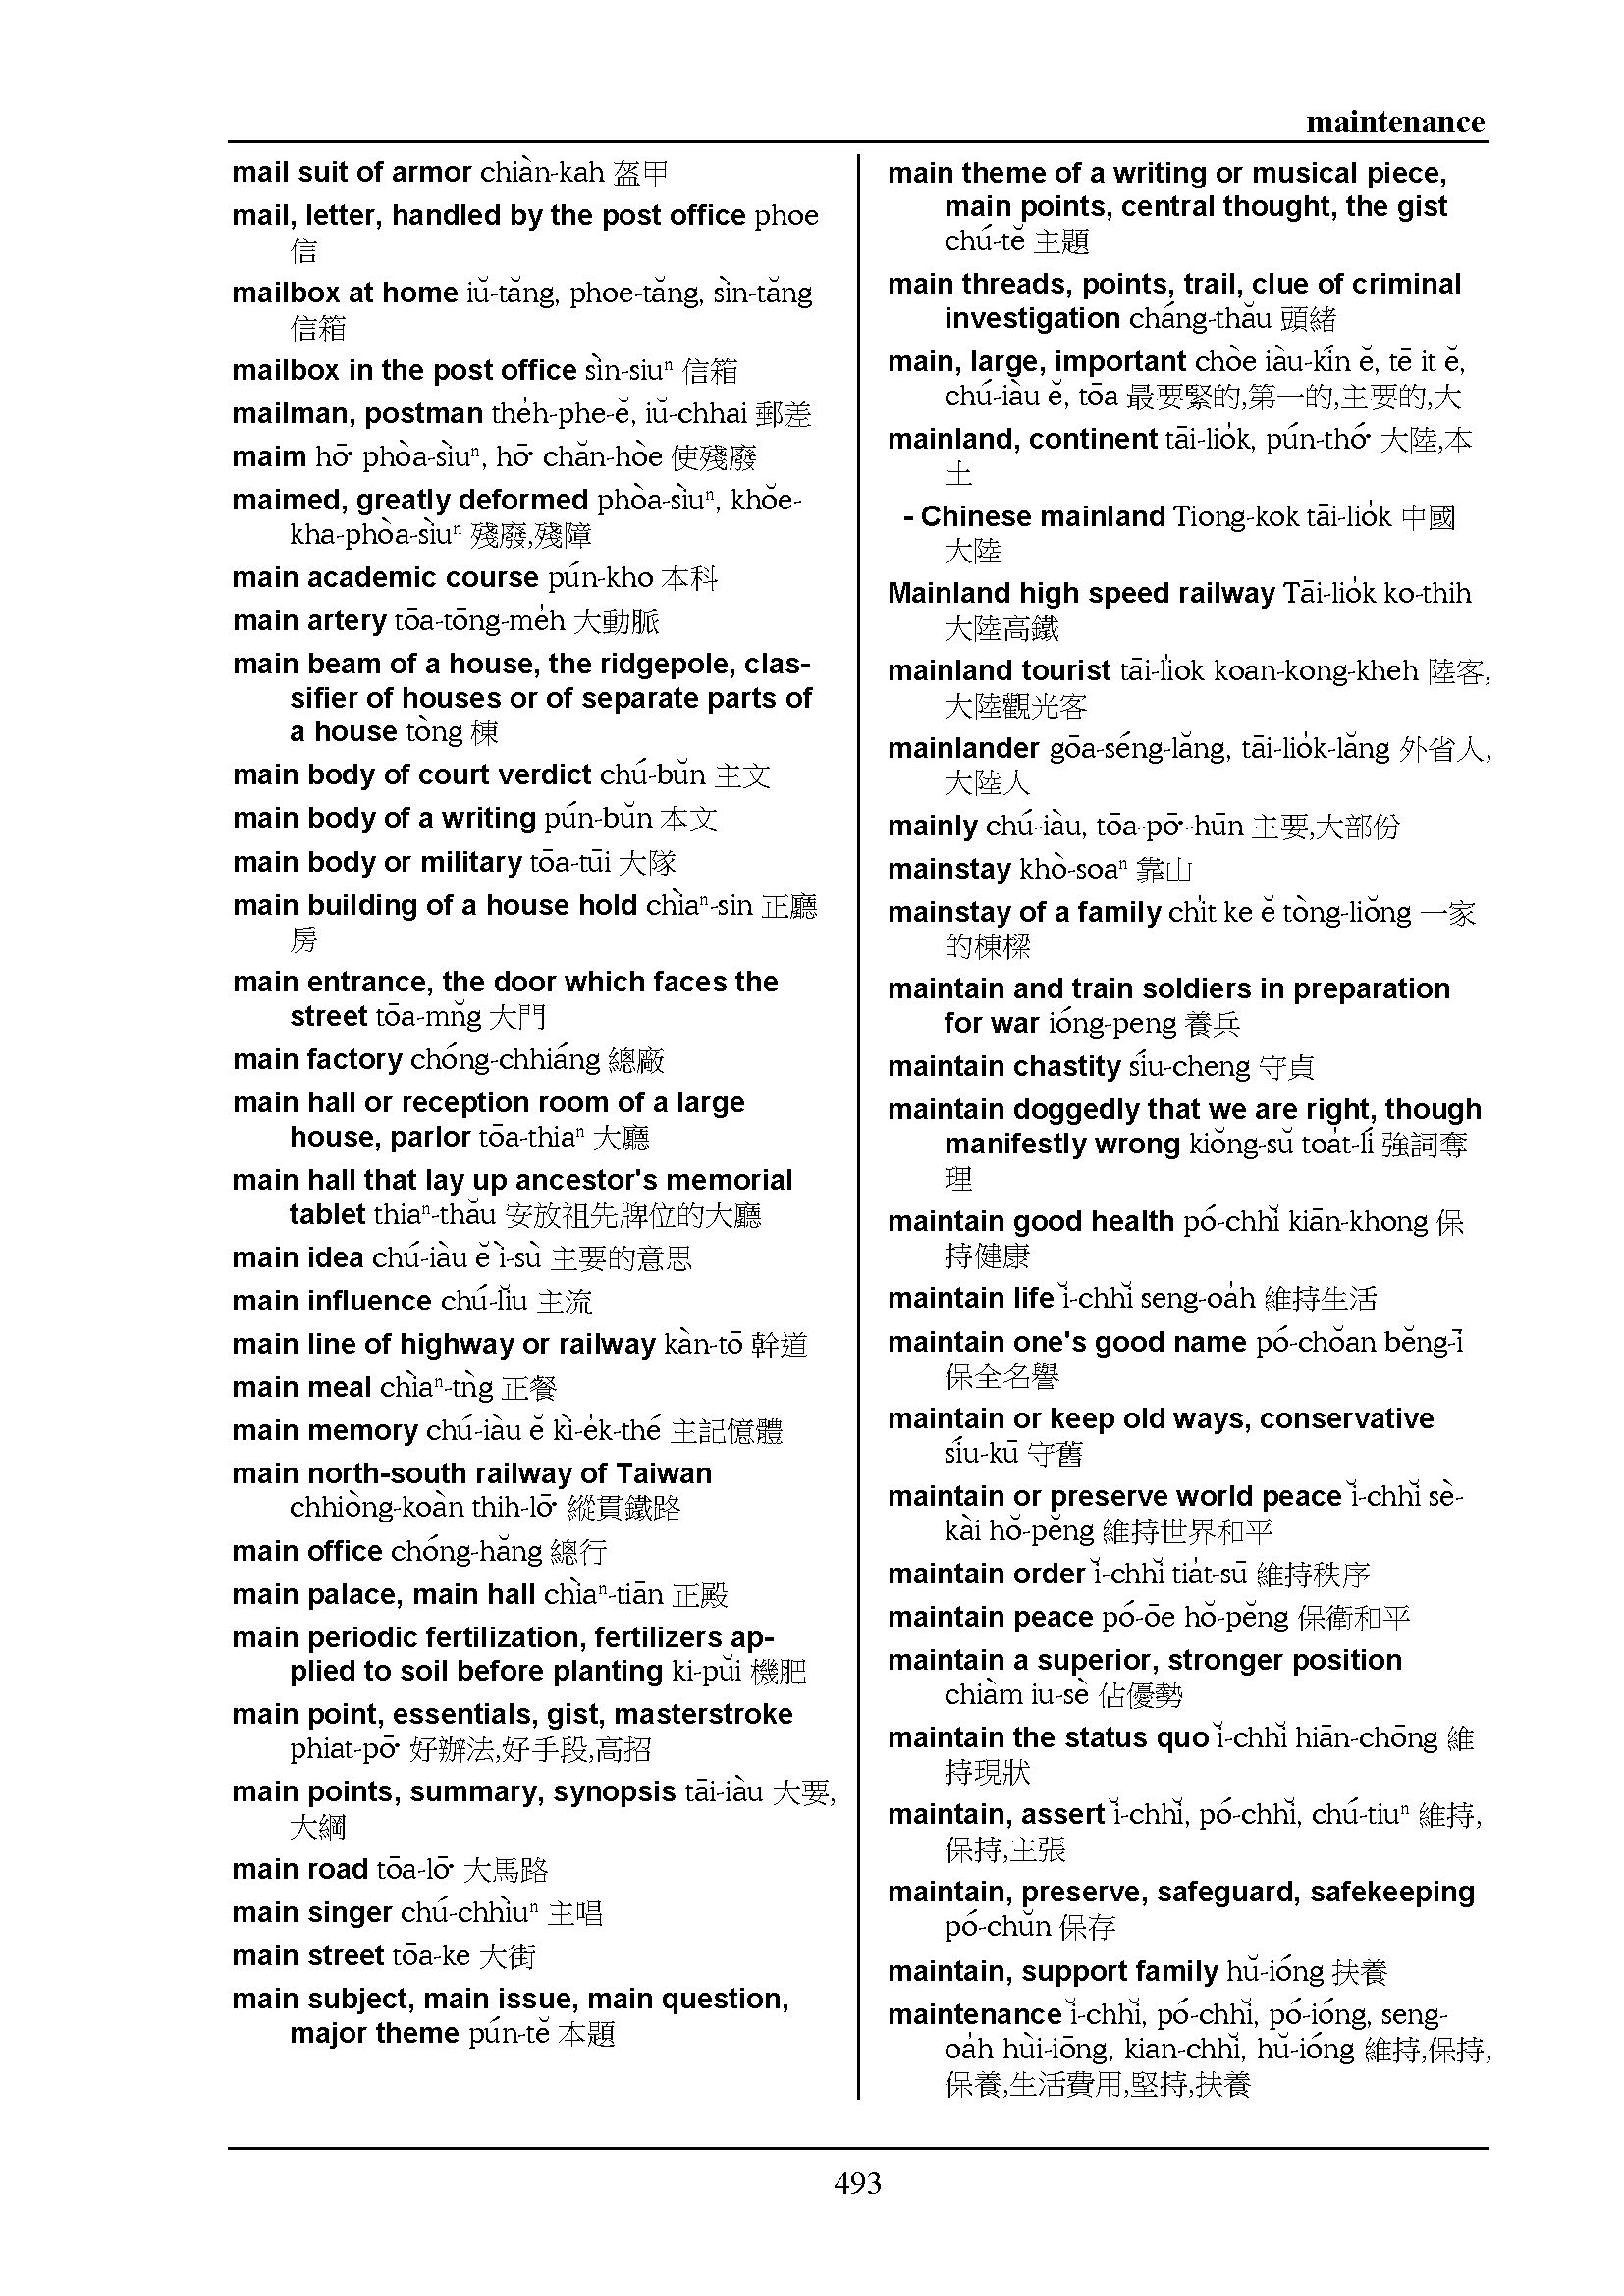 maintenance
mail suit of armor chiàn-kah 盔甲
mail, letter, handled by the post office phoe
信
mailbox at home iŭ-tăng, phoe-tăng, sìn-tăng
信箱
mailbox in the post office sìn-siuⁿ 信箱
mailman, postman the̍h-phe-ĕ, iŭ-chhai 郵差
maim hō͘ phòa-sìuⁿ, hō͘ chăn-hòe 使殘廢
maimed, greatly deformed phòa-sìuⁿ, khŏe-
kha-phòa-sìuⁿ 殘廢,殘障
main academic course pún-kho 本科
main artery tōa-tōng-me̍h 大動脈
main beam of a house, the ridgepole, clas-
sifier of houses or of separate parts of
a house tòng 棟
main body of court verdict chú-bŭn 主文
main body of a writing pún-bŭn 本文
main body or military tōa-tūi 大隊
main building of a house hold chìaⁿ-sin 正廳
房
main entrance, the door which faces the
street tōa-mn̆g 大門
main factory chóng-chhiáng 總廠
main hall or reception room of a large
house, parlor tōa-thiaⁿ 大廳
main hall that lay up ancestor's memorial
tablet thiaⁿ-thău 安放祖先牌位的大廳
main idea chú-iàu ĕ ì-sù 主要的意思
main influence chú-lĭu 主流
main line of highway or railway kàn-tō 幹道
main meal chìaⁿ-tǹg 正餐
main memory chú-iàu ĕ kì-e̍k-thé 主記憶體
main north-south railway of Taiwan
chhiòng-koàn thih-lō͘ 縱貫鐵路
main office chóng-hăng 總行
main palace, main hall chìaⁿ-tiān 正殿
main periodic fertilization, fertilizers ap-
plied to soil before planting ki-pŭi 機肥
main point, essentials, gist, masterstroke
phiat-pō͘ 好辦法,好手段,高招
main points, summary, synopsis tāi-iàu 大要,
大綱
main road tōa-lō͘ 大馬路
main singer chú-chhìuⁿ 主唱
main street tōa-ke 大街
main subject, main issue, main question,
major theme pún-tĕ 本題
main theme of a writing or musical piece,
main points, central thought, the gist
chú-tĕ 主題
main threads, points, trail, clue of criminal
investigation cháng-thău 頭緒
main, large, important chòe iàu-kín ĕ, tē it ĕ,
chú-iàu ĕ, tōa 最要緊的,第一的,主要的,大
mainland, continent tāi-lio̍k, pún-thó͘ 大陸,本
土
- Chinese mainland Tiong-kok tāi-lio̍k 中國
大陸
Mainland high speed railway Tāi-lio̍k ko-thih
大陸高鐵
mainland tourist tāi-li̍ok koan-kong-kheh 陸客,
大陸觀光客
mainlander gōa-séng-lăng, tāi-lio̍k-lăng 外省人,
大陸人
mainly chú-iàu, tōa-pō͘-hūn 主要,大部份
mainstay khò-soaⁿ 靠山
mainstay of a family chi̍t ke ĕ tòng-liŏng 一家
的棟樑
maintain and train soldiers in preparation
for war ióng-peng 養兵
maintain chastity síu-cheng 守貞
maintain doggedly that we are right, though
manifestly wrong kiŏng-sŭ toa̍t-lí 強詞奪
理
maintain good health pó-chhĭ kiān-khong 保
持健康
maintain life ĭ-chhĭ seng-oa̍h 維持生活
maintain one's good name pó-chŏan bĕng-ī
保全名譽
maintain or keep old ways, conservative
síu-kū 守舊
maintain or preserve world peace ĭ-chhĭ sè-
kài hŏ-pĕng 維持世界和平
maintain order ĭ-chhĭ tia̍t-sū 維持秩序
maintain peace pó-ōe hŏ-pĕng 保衛和平
maintain a superior, stronger position
chiàm iu-sè 佔優勢
maintain the status quo ĭ-chhĭ hiān-chōng 維
持現狀
maintain, assert ĭ-chhĭ, pó-chhĭ, chú-tiuⁿ 維持,
保持,主張
maintain, preserve, safeguard, safekeeping
pó-chŭn 保存
maintain, support family hŭ-ióng 扶養
maintenance ĭ-chhĭ, pó-chhĭ, pó-ióng, seng-
oa̍h hùi-iōng, kian-chhĭ, hŭ-ióng 維持,保持,
保養,生活費用,堅持,扶養
493